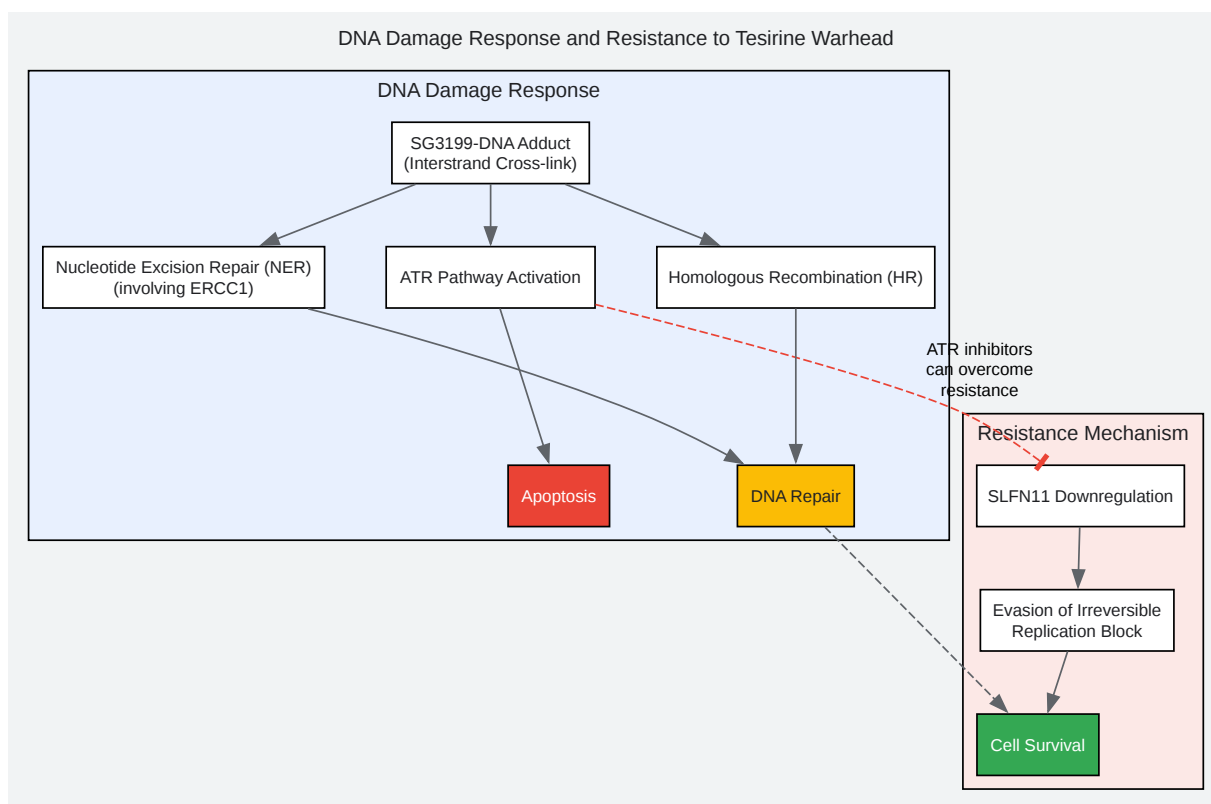 DNA Damage Response and Resistance to Tesirine Warhead
DNA Damage Response
SG3199-DNA Adduct
(Interstrand Cross-link)
Nucleotide Excision Repair (NER)
(involving ERCC1)
ATR Pathway Activation
Homologous Recombination (HR)
ATR inhibitors
can overcome
resistance
Resistance Mechanism
Apoptosis
DNA Repair
SLFN11 Downregulation
Evasion of Irreversible
Replication Block
Cell Survival